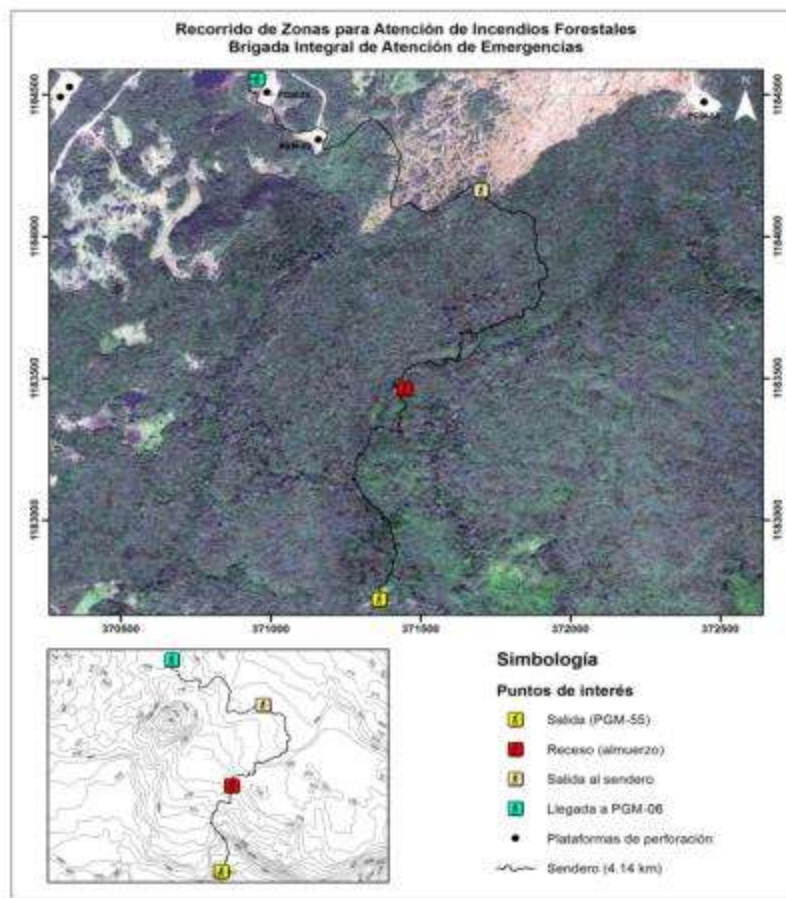 Recorrido de Zonas para Atención de Incendios Forestales
Brigada Integral de Atención de Emergencias
N
1184500
1184000
1183500
1183000
1184500
1184000
1183500
1183000
370500
371000
371500
372000
372500
Simbología
Puntos de interés
Salida (PGM-55)
Receso (almuerzo)
Salida al sendero
Llegada a PGM-06
Plataformas de perforación
Sendero (4.14 km)